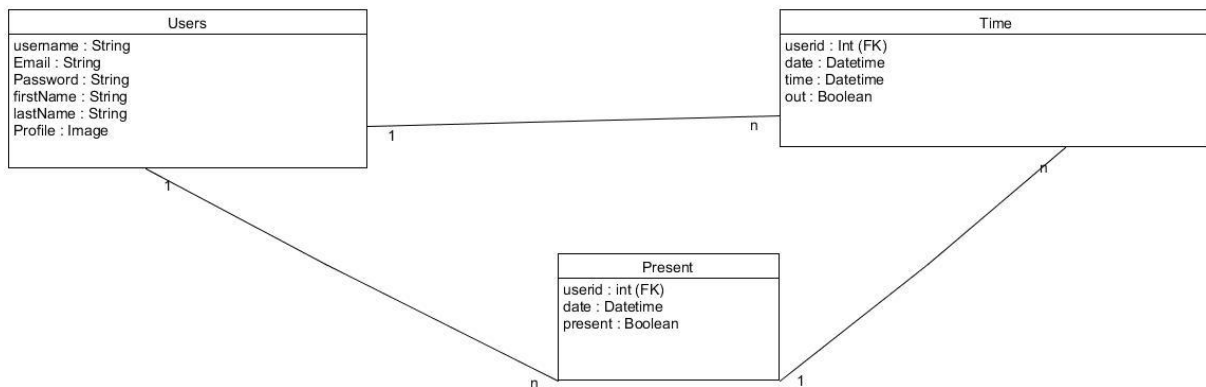 Users
username : String
Email : String
Password : String
firstName : String
lastName : String
Profile : Image
Time
userid : Int (FK)
date : Datetime
time : Datetime
out : Boolean
1
n
1
n
Present
userid : int (FK)
date : Datetime
present : Boolean
n
1